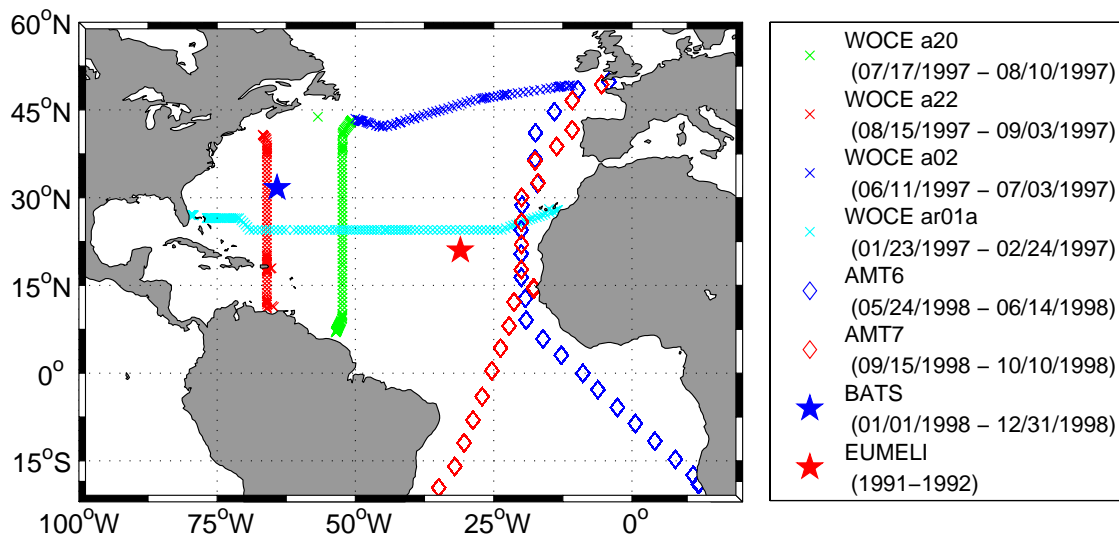 60°N
45°N
30°N
15°N
0°
15°S
100°W
75°W
50°W
25°W
0°
WOCE a20
(07/17/1997 − 08/10/1997)
WOCE a22
(08/15/1997 − 09/03/1997)
WOCE a02
(06/11/1997 − 07/03/1997)
WOCE ar01a
(01/23/1997 − 02/24/1997)
AMT6
(05/24/1998 − 06/14/1998)
AMT7
(09/15/1998 − 10/10/1998)
BATS
(01/01/1998 − 12/31/1998)
EUMELI
(1991−1992)